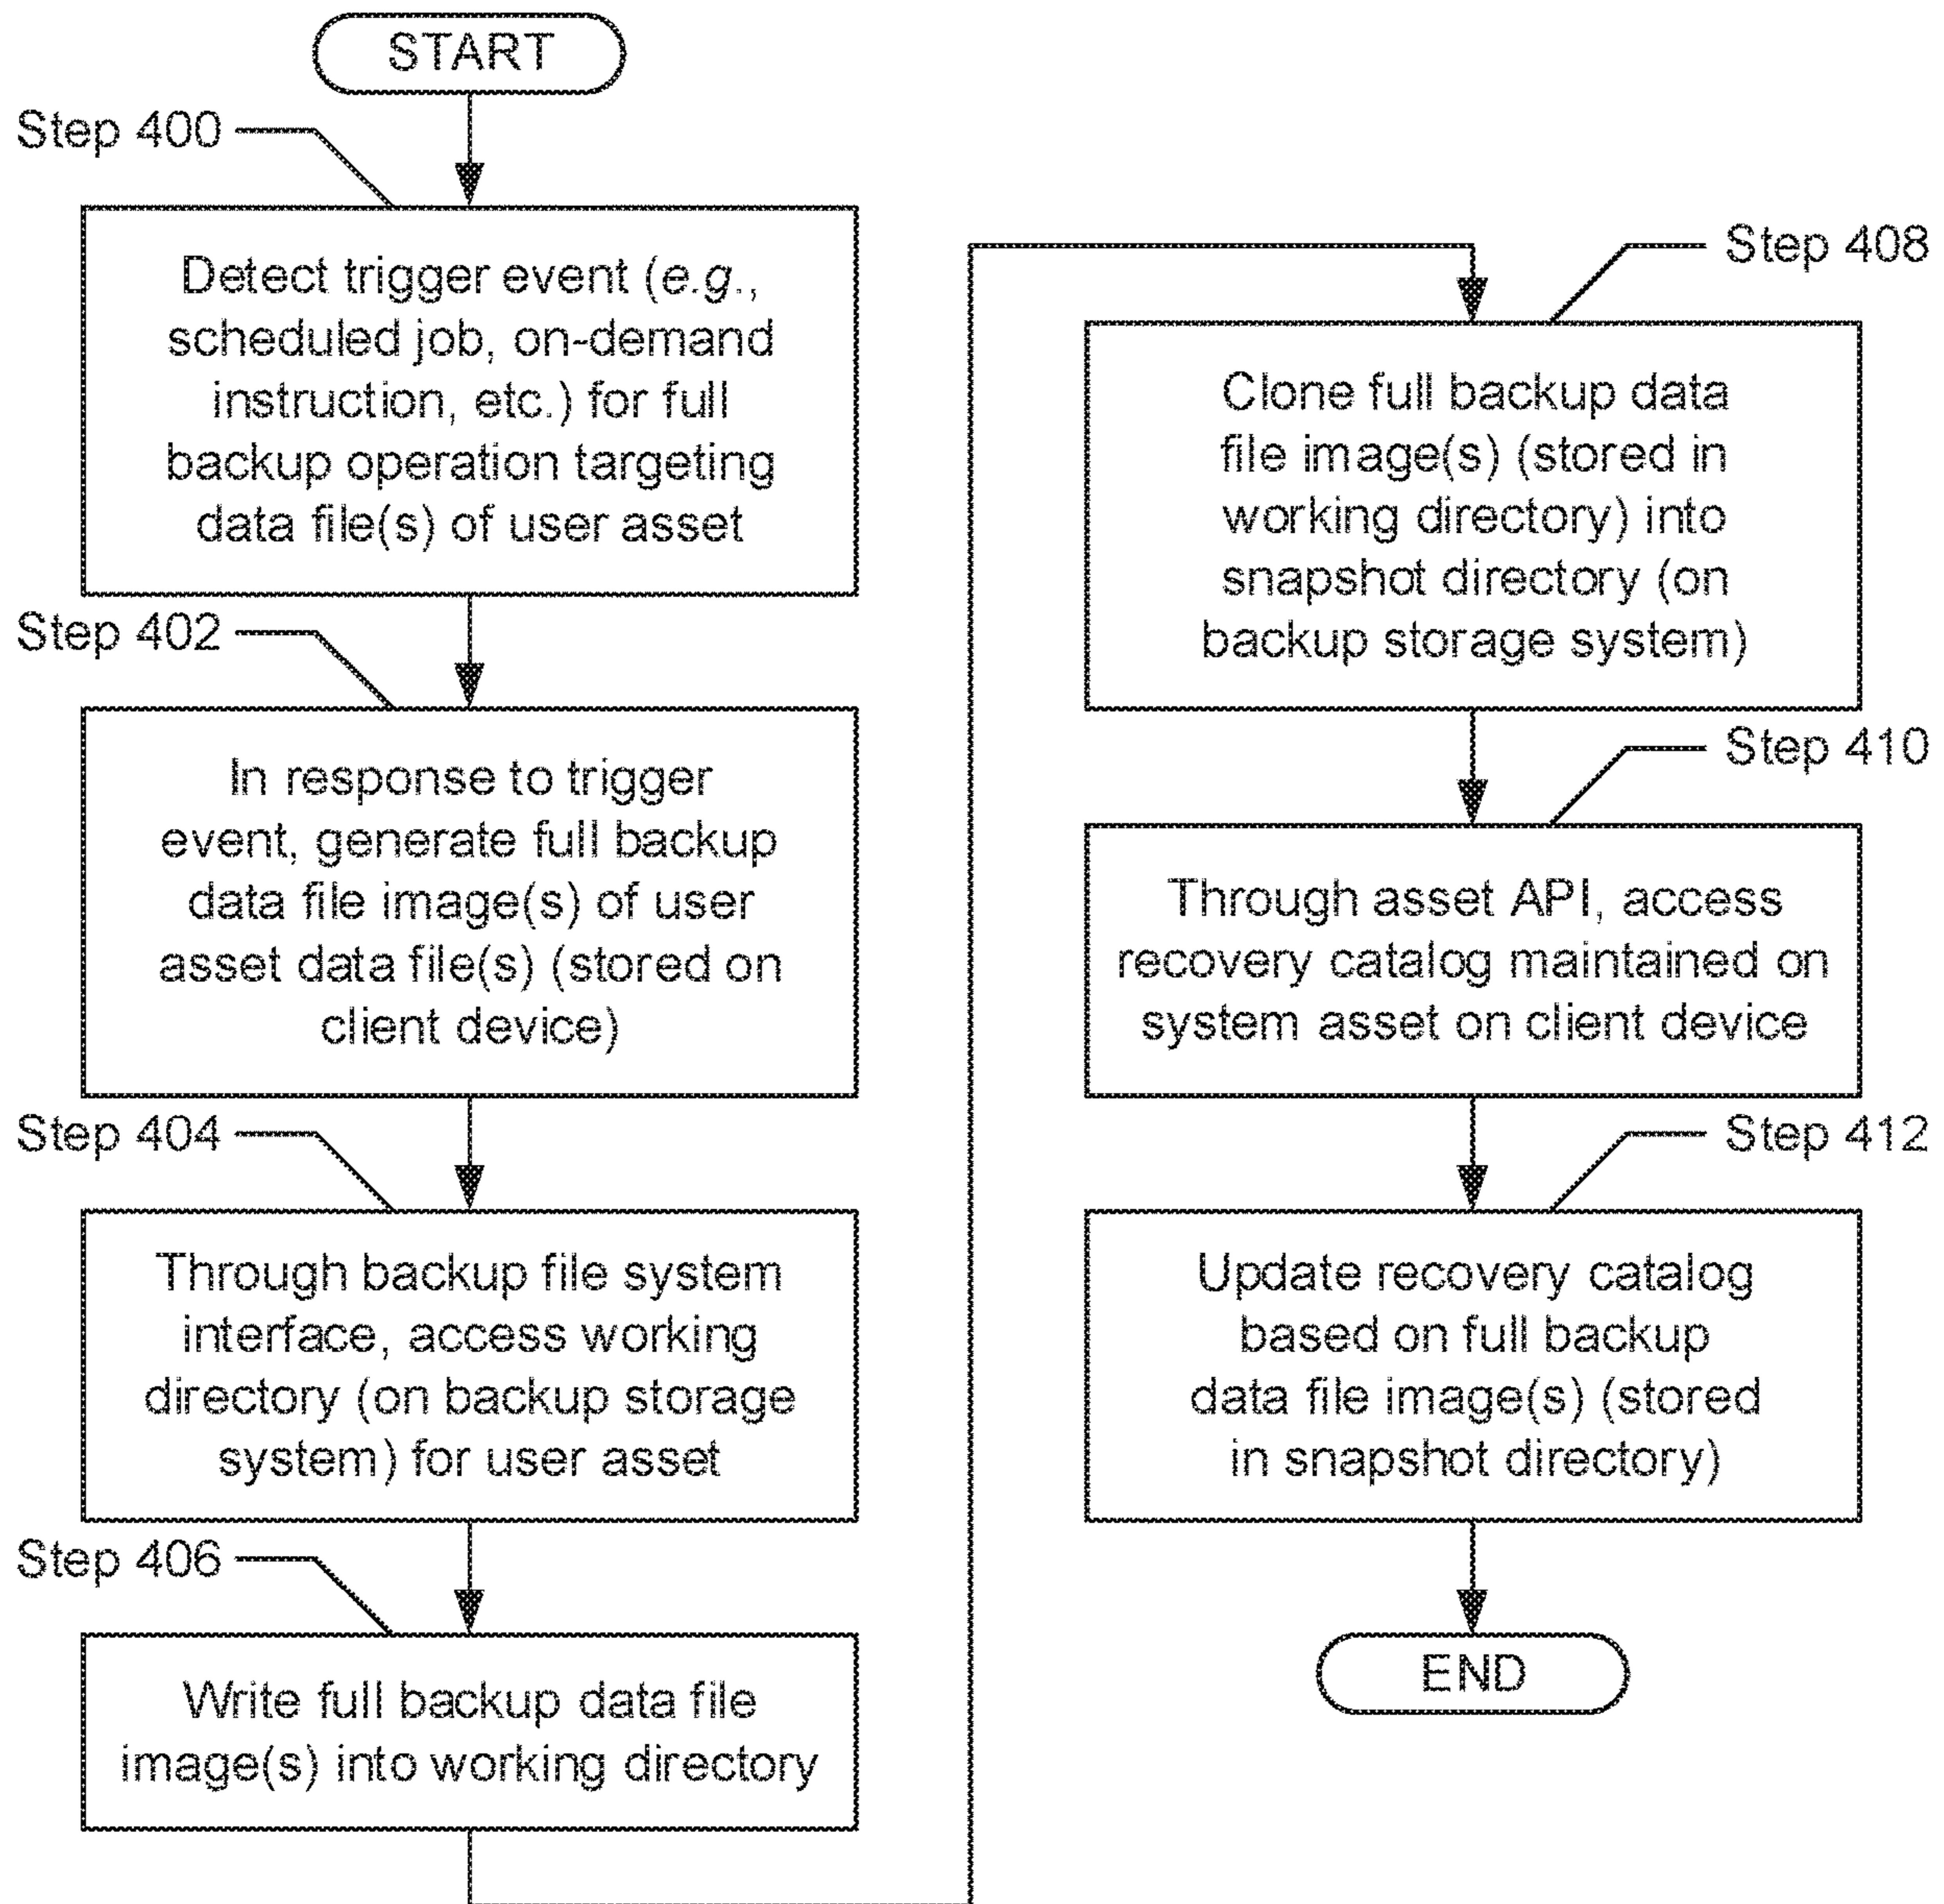 START
Step 400
Detect trigger event (e.g.,
scheduled job, on-demand
instruction, etc.) for full
backup operation targeting
data file(s) of user asset
Step 402
In response to trigger
event, generate full backup
data file image(s) of user
asset data file(s) (stored on
client device)
Step 404
Through backup file system
interface, access working
directory (on backup storage
system) for user asset
Step 406
Write full backup data file
image(s) into working directory
Step 408
Clone full backup data
file image(s) (stored in
working directory) into
snapshot directory (on
backup storage system)
Step 410
Through asset API, access
recovery catalog maintained on
system asset on client device
Step 412
Update recovery catalog
based on full backup
data file image(s) (stored
in snapshot directory)
END